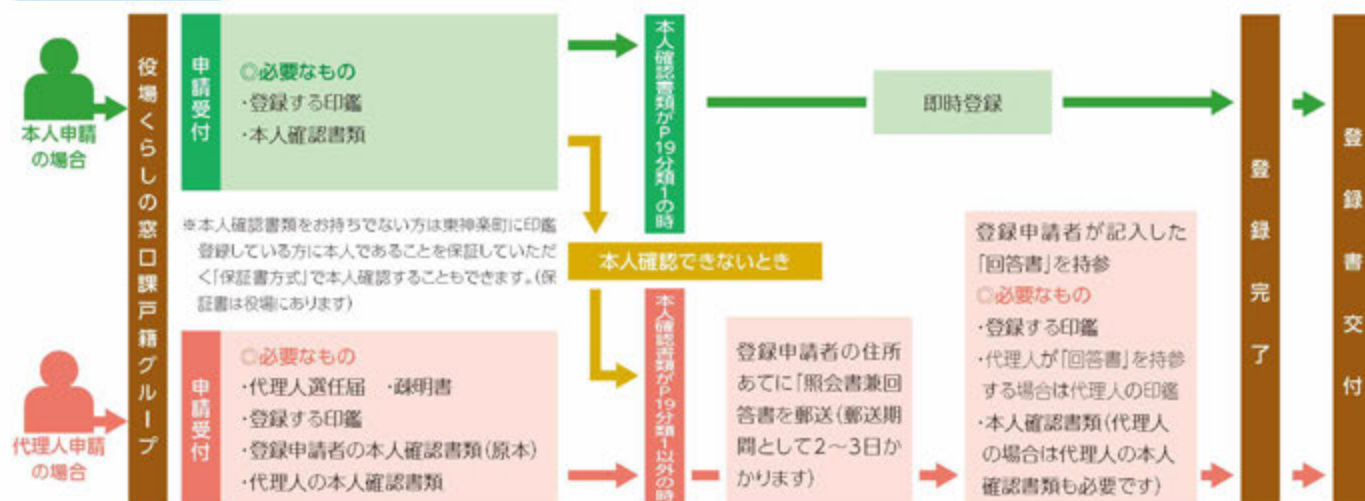 本人申請
の場合
役場くらしの窓口課戸籍グループ
申請受付
◎必要なもの
・登録する印鑑
・本人確認書類
本人確認書類がP19分類1の時
即時登録
登録完了
登録書交付
※本人確認書類をお持ちでない方は東神楽町に印鑑
登録している方に本人であることを保証していただ
く「保証書方式」で本人確認することもできます。(保
証書は役場にあります)
本人確認できないとき
代理人申請
の場合
申請受付
◎必要なもの
・代理人選任届 ・疎明書
・登録する印鑑
・登録申請者の本人確認書類(原本)
・代理人の本人確認書類
本人確認書類がP19分類1以外の時
登録申請者の住所
あてに「照会書兼回
答書を郵送(郵送期
間として2～3日か
かります)
登録申請者が記入した
「回答書」を持参
◎必要なもの
・登録する印鑑
・代理人が「回答書」を持参
する場合は代理人の印鑑
・本人確認書類(代理人
の場合は代理人の本人
確認書類も必要です)